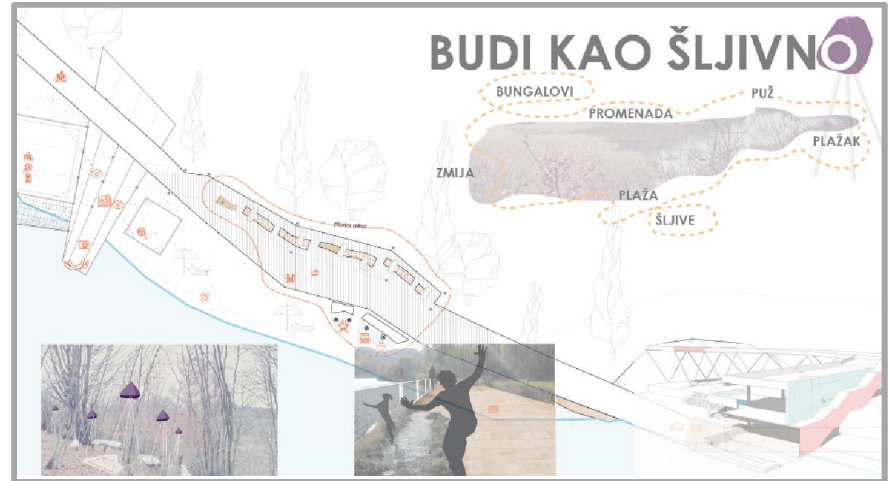 BUDI KAO ŠLJIVNO
BUNGALOVI
PROMENADA
PUŽ
PLAŽAK
ZMIJA
PLAŽA
ŠLJIVE